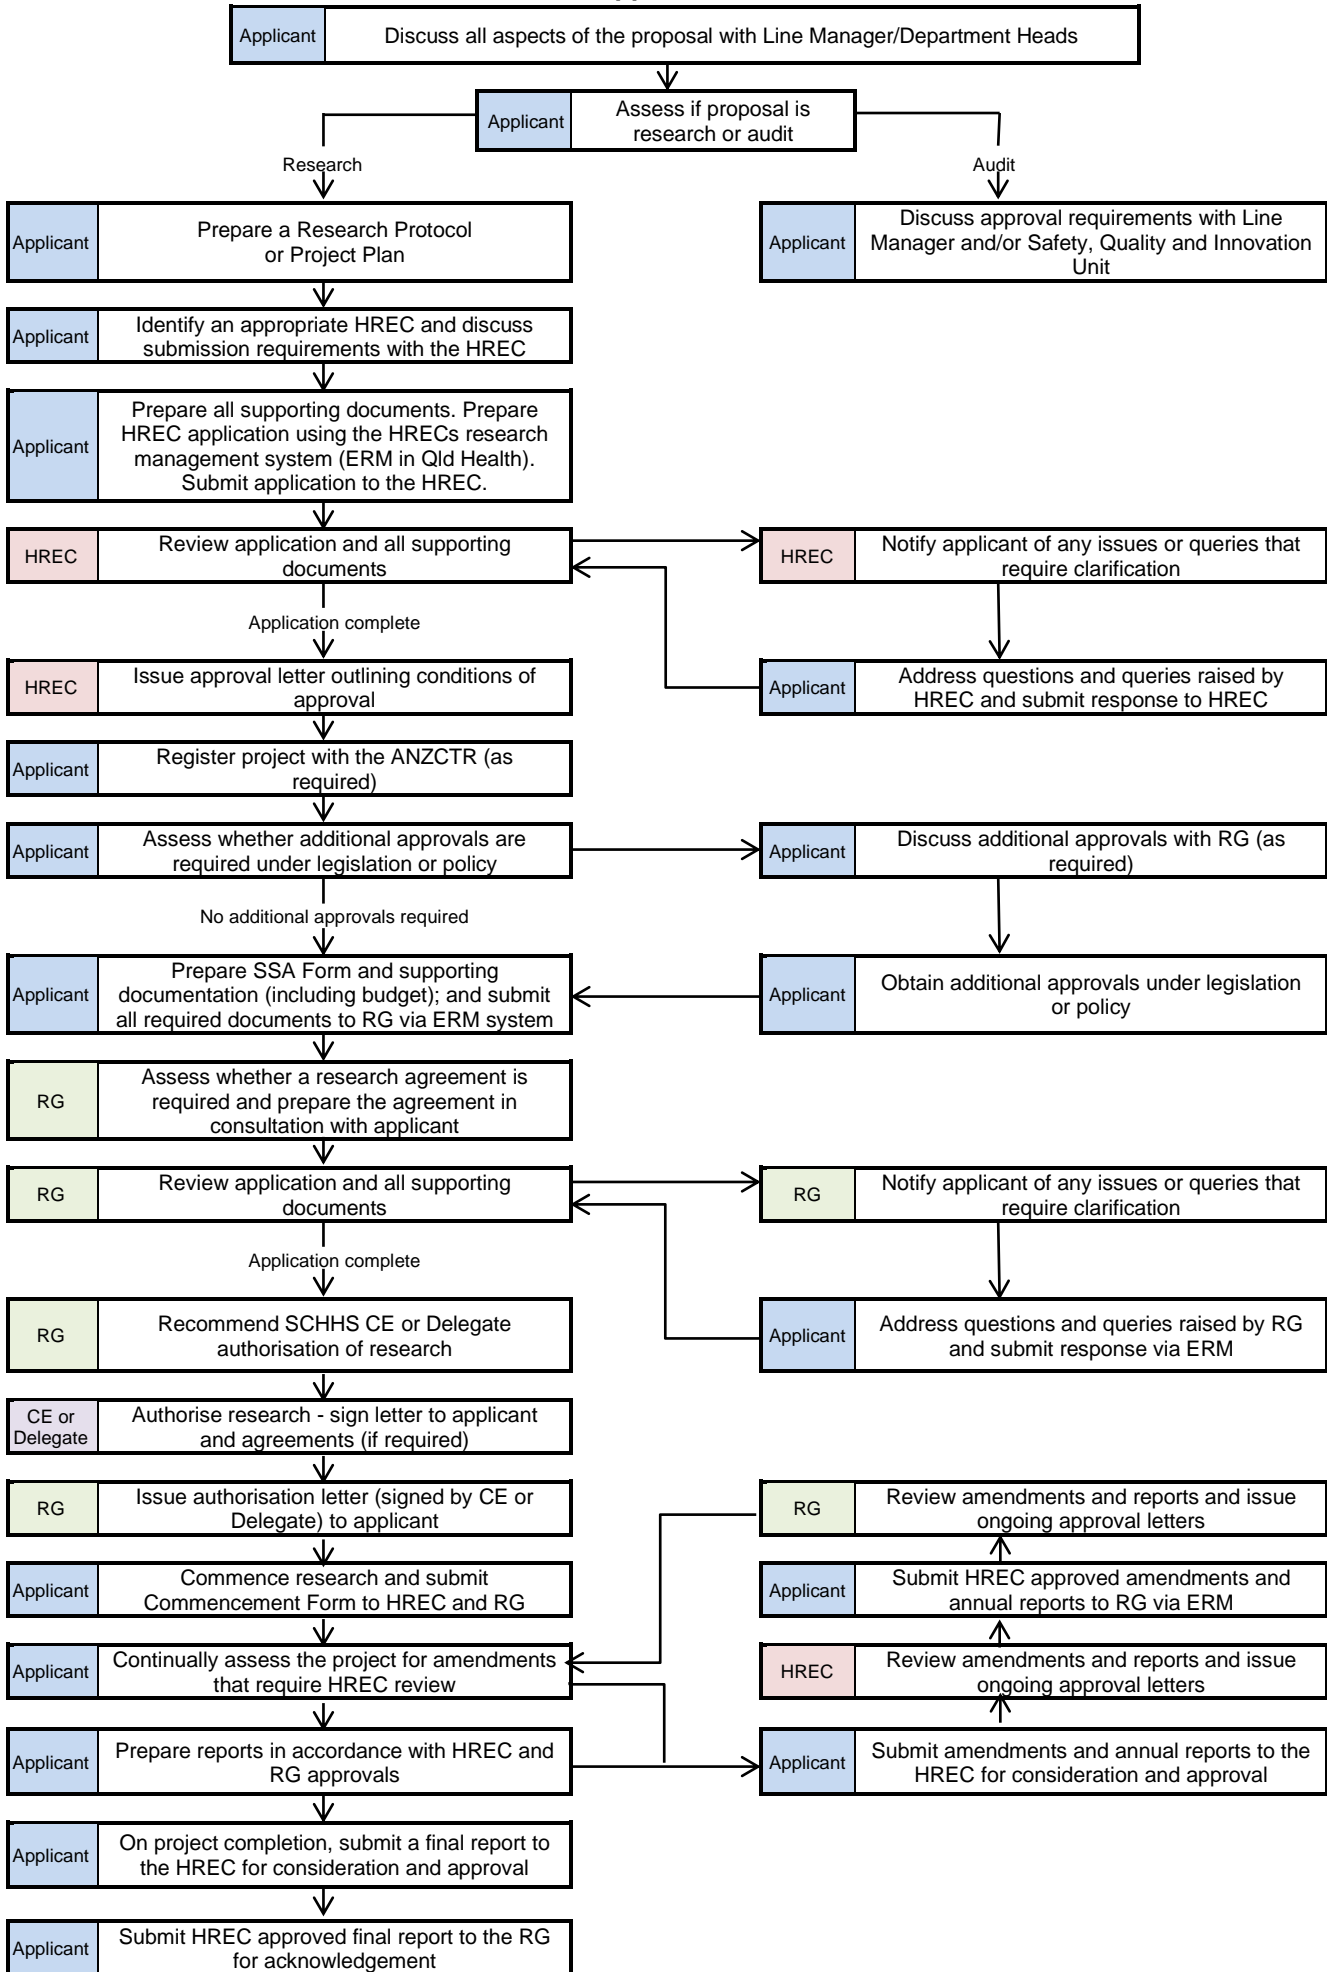 Applicant
Discuss all aspects of the proposal with Line Manager/Department Heads
Applicant
Assess if proposal is
research or audit
Research
Audit
Applicant
Prepare a Research Protocol
or Project Plan
Applicant
Discuss approval requirements with Line
Manager and/or Safety, Quality and Innovation
Unit
Applicant
Identify an appropriate HREC and discuss
submission requirements with the HREC
Applicant
Prepare all supporting documents. Prepare
HREC application using the HRECs research
management system (ERM in Qld Health).
Submit application to the HREC.
HREC
Review application and all supporting
documents
HREC
Notify applicant of any issues or queries that
require clarification
Application complete
HREC
Issue approval letter outlining conditions of
approval
Applicant
Address questions and queries raised by
HREC and submit response to HREC
Applicant
Register project with the ANZCTR (as
required)
Applicant
Assess whether additional approvals are
required under legislation or policy
Applicant
Discuss additional approvals with RG (as
required)
No additional approvals required
Applicant
Prepare SSA Form and supporting
documentation (including budget); and submit
all required documents to RG via ERM system
Applicant
Obtain additional approvals under legislation
or policy
RG
Assess whether a research agreement is
required and prepare the agreement in
consultation with applicant
RG
Review application and all supporting
documents
RG
Notify applicant of any issues or queries that
require clarification
Application complete
RG
Recommend SCHHS CE or Delegate
authorisation of research
Applicant
Address questions and queries raised by RG
and submit response via ERM
CE or
Delegate
Authorise research - sign letter to applicant
and agreements (if required)
RG
Issue authorisation letter (signed by CE or
Delegate) to applicant
RG
Review amendments and reports and issue
ongoing approval letters
Applicant
Commence research and submit
Commencement Form to HREC and RG
Applicant
Submit HREC approved amendments and
annual reports to RG via ERM
Applicant
Continually assess the project for amendments
that require HREC review
HREC
Review amendments and reports and issue
ongoing approval letters
Applicant
Prepare reports in accordance with HREC and
RG approvals
Applicant
Submit amendments and annual reports to the
HREC for consideration and approval
Applicant
On project completion, submit a final report to
the HREC for consideration and approval
Applicant
Submit HREC approved final report to the RG
for acknowledgement